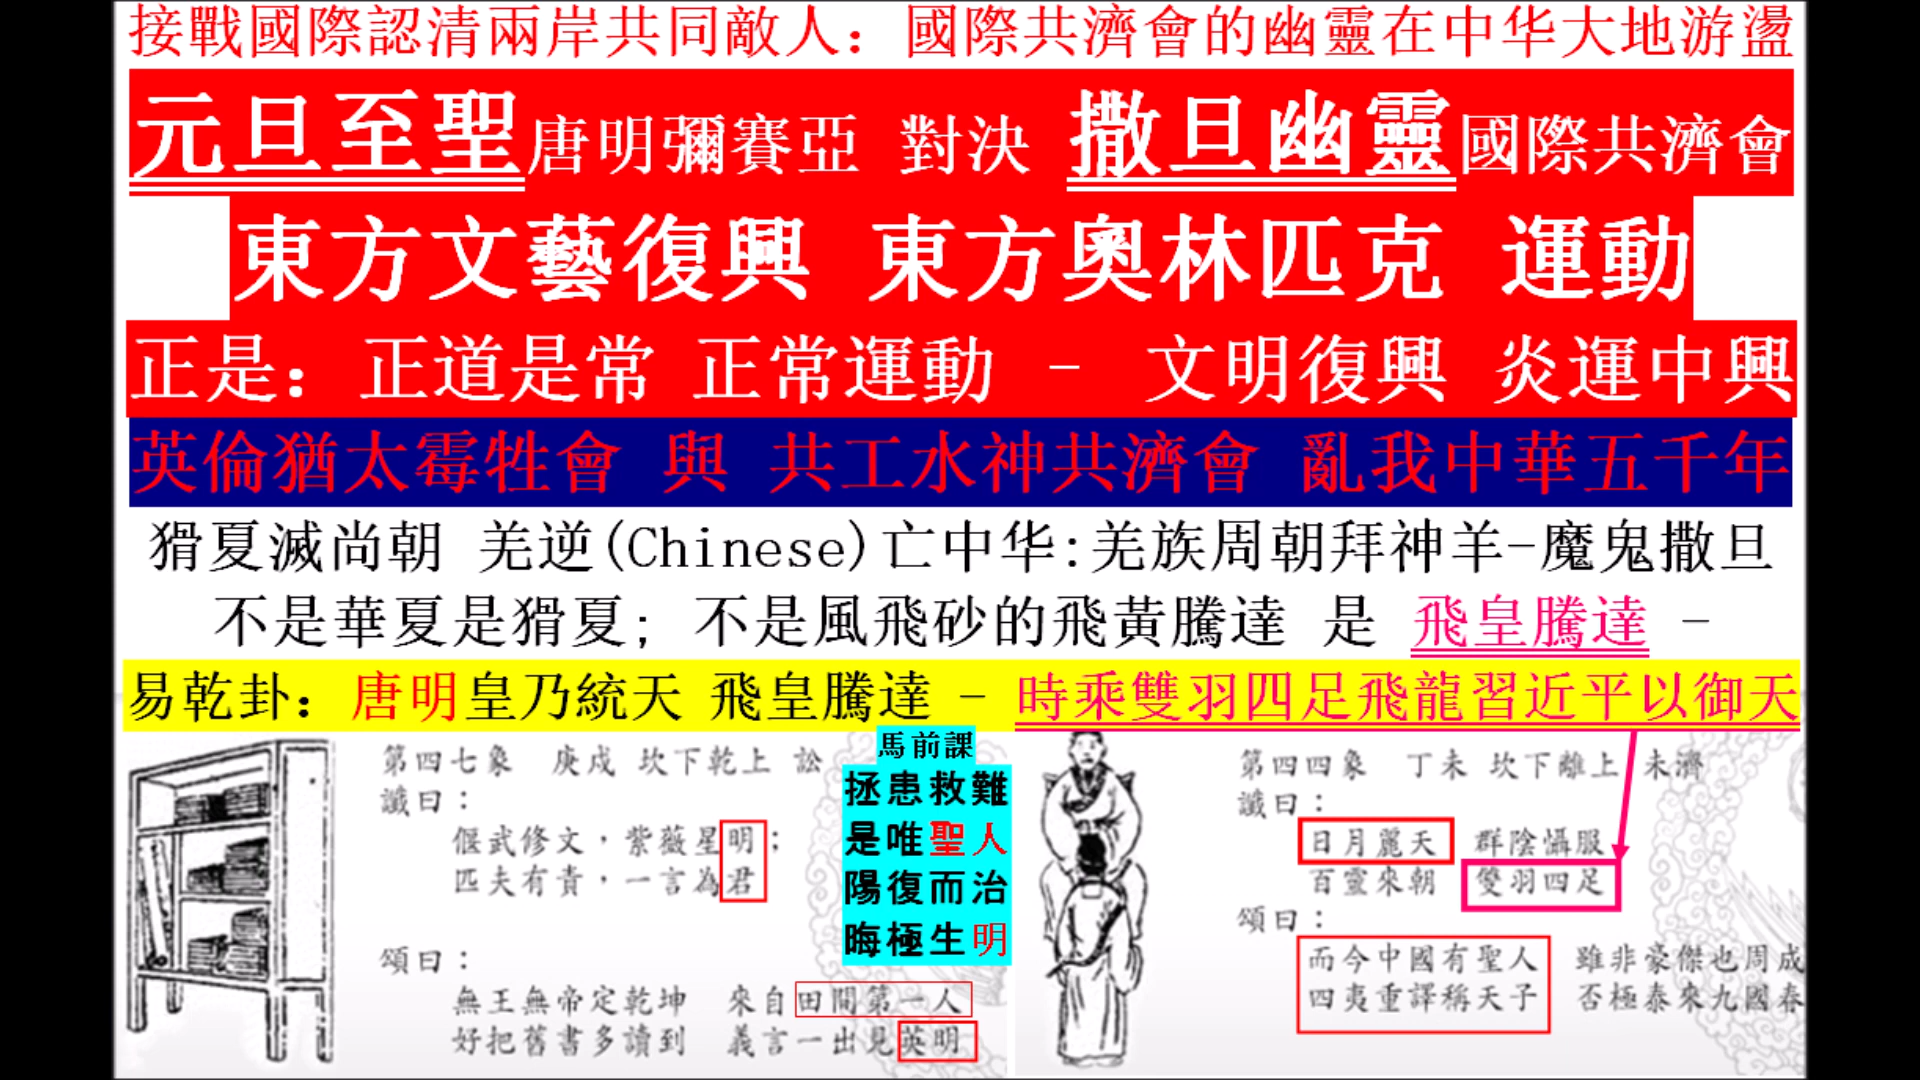 接戰國際認清兩岸共同敵人：國際共濟會的幽靈在中华大地游盪
元旦至聖唐明彌賽亞 對決 撒旦幽靈國際共濟會
東方文藝復興 東方奧林匹克 運動
正是：正道是常 正常運動 - 文明復興 炎運中興
英倫猶太霉牲會 與 共工水神共濟會 亂我中華五千年
猾夏滅尚朝 羌逆(Chinese)亡中华:羌族周朝拜神羊-魔鬼撒旦
不是華夏是猾夏; 不是風飛砂的飛黃騰達 是 飛皇騰達 -
易乾卦：唐明皇乃統天 飛皇騰達 - 時乘雙羽四足飛龍習近平以御天
第四七象 庚戌 坎下乾上 訟
讖曰：
偃武修文，紫薇星明；
匹夫有責，一言為君
頌曰：
無王無帝定乾坤 來自田間第一人
好把舊書多讀到 義言一出見英明
馬前課
拯患救難
是唯聖人
陽復而治
晦極生明
第四四象 丁未 坎下離上 未濟
讖曰：
日月麗天 群陰懾服
百靈來朝 雙羽四足
頌曰：
而今中國有聖人 雖非豪傑也周成
四夷重譯稱天子 否極泰來九國春